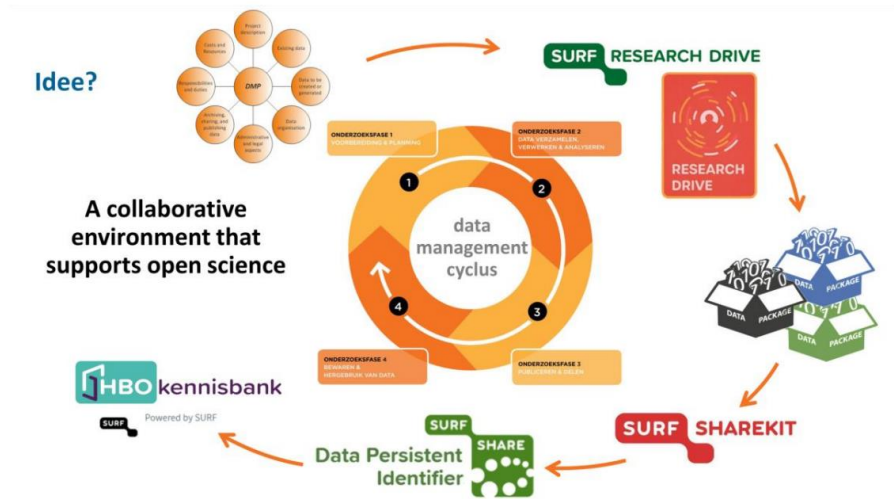 Idee?
Project
description
Costs and
Resources
Existing data
Responsibilities
and duties
DMP
Data to be
created or
generated
Archiving,
sharing, and
publishing
data
Data
organisation
Administrative
and legal
aspects
SURF RESEARCH DRIVE
RESEARCH
DRIVE
ONDERZOEKSFASE 1
VOORBEREIDING & PLANNING
ONDERZOEKSFASE 2
DATA VERZAMELEN,
VERWERKEN & ANALYSEREN
1
2
A collaborative
environment that
supports open science
data
management
cyclus
4
3
DATA PACKAGE
DATA PACKAGE
DATA PACKAGE
ONDERZOEKSFASE 4
BEWAREN &
HERGEBRUIK VAN DATA
ONDERZOEKSFASE 3
PUBLICEREN & DELEN
HBO kennisbank
SURF Powered by SURF
SURF SHAREKIT
SURF
SHARE
Data Persistent
Identifier